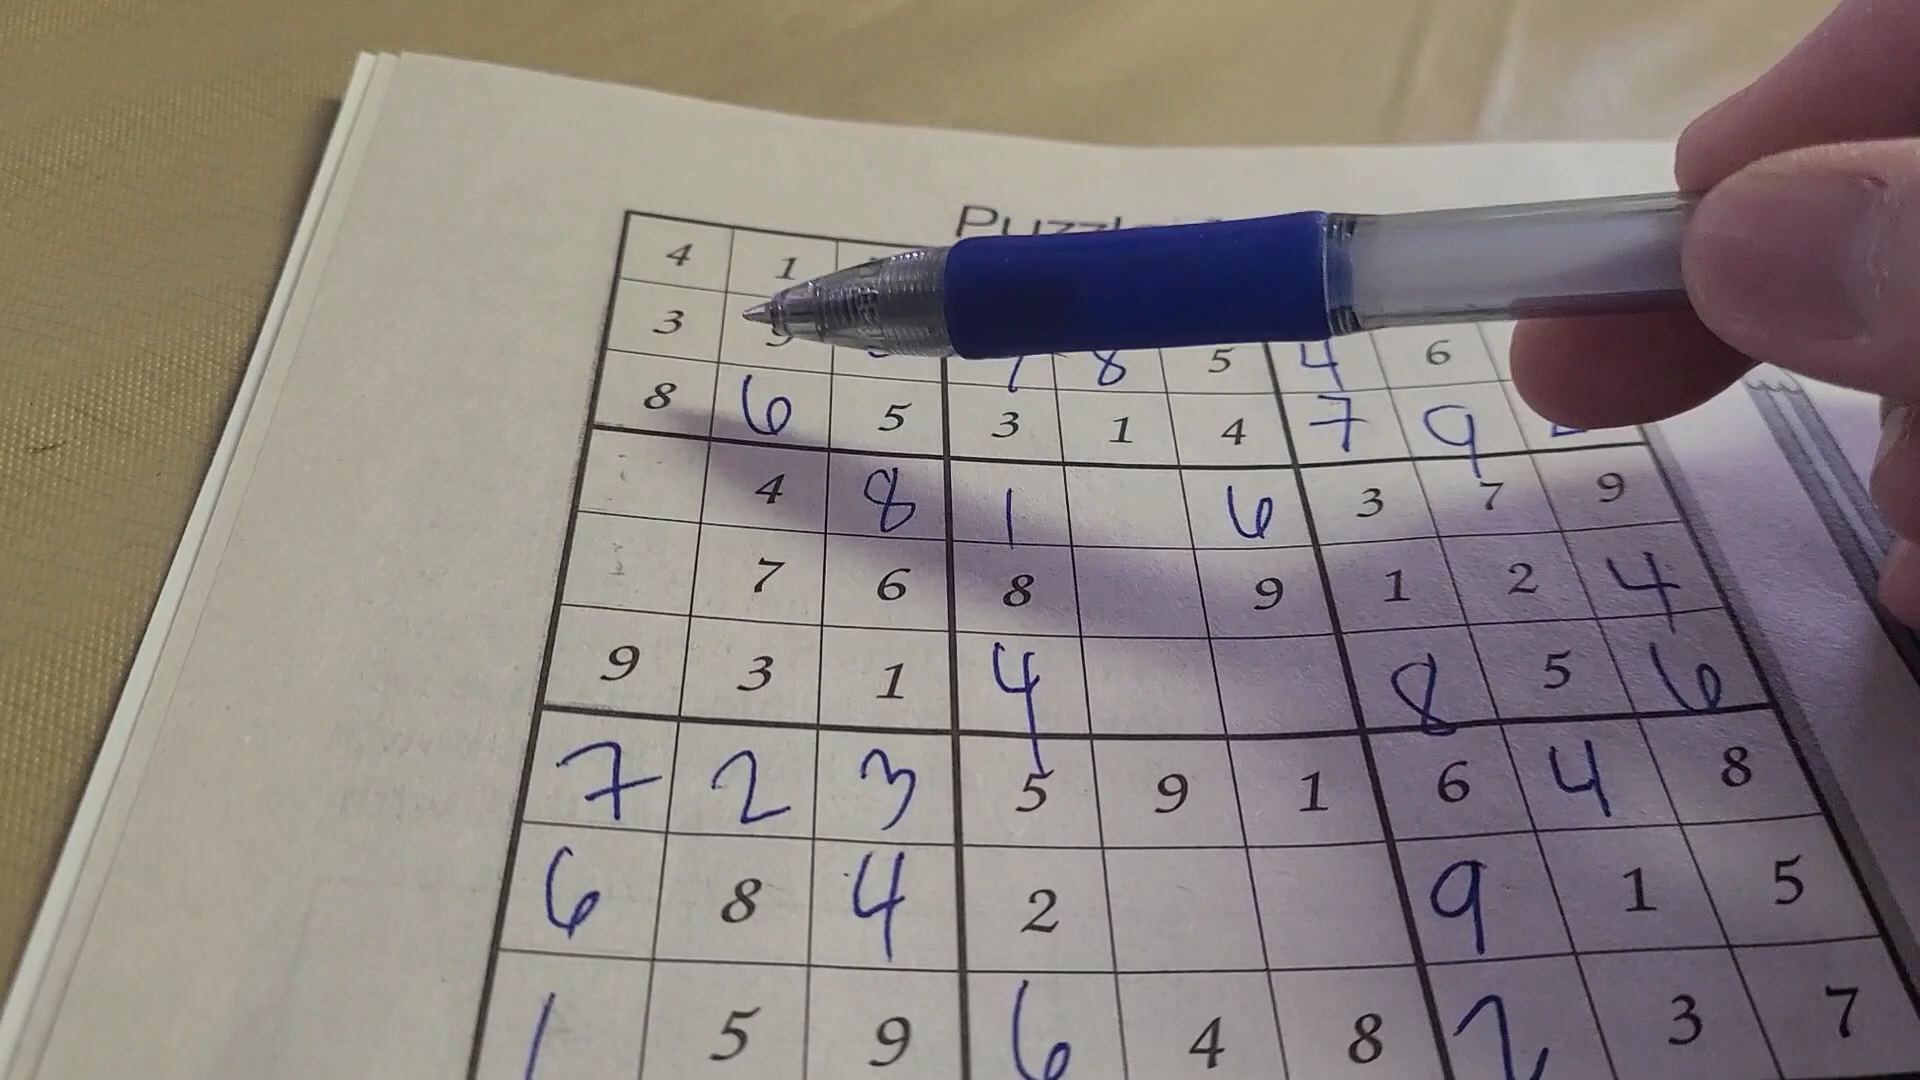 Puzzl
4 1
3 9 7 8 5 4 6
8 6 5 3 1 4 7 9
4 8 1 6 3 7 9
7 6 8 9 1 2 4
9 3 1 4 8 5 6
7 2 3 5 9 1 6 4 8
6 8 4 2 9 1 5
1 5 9 6 4 8 2 3 7